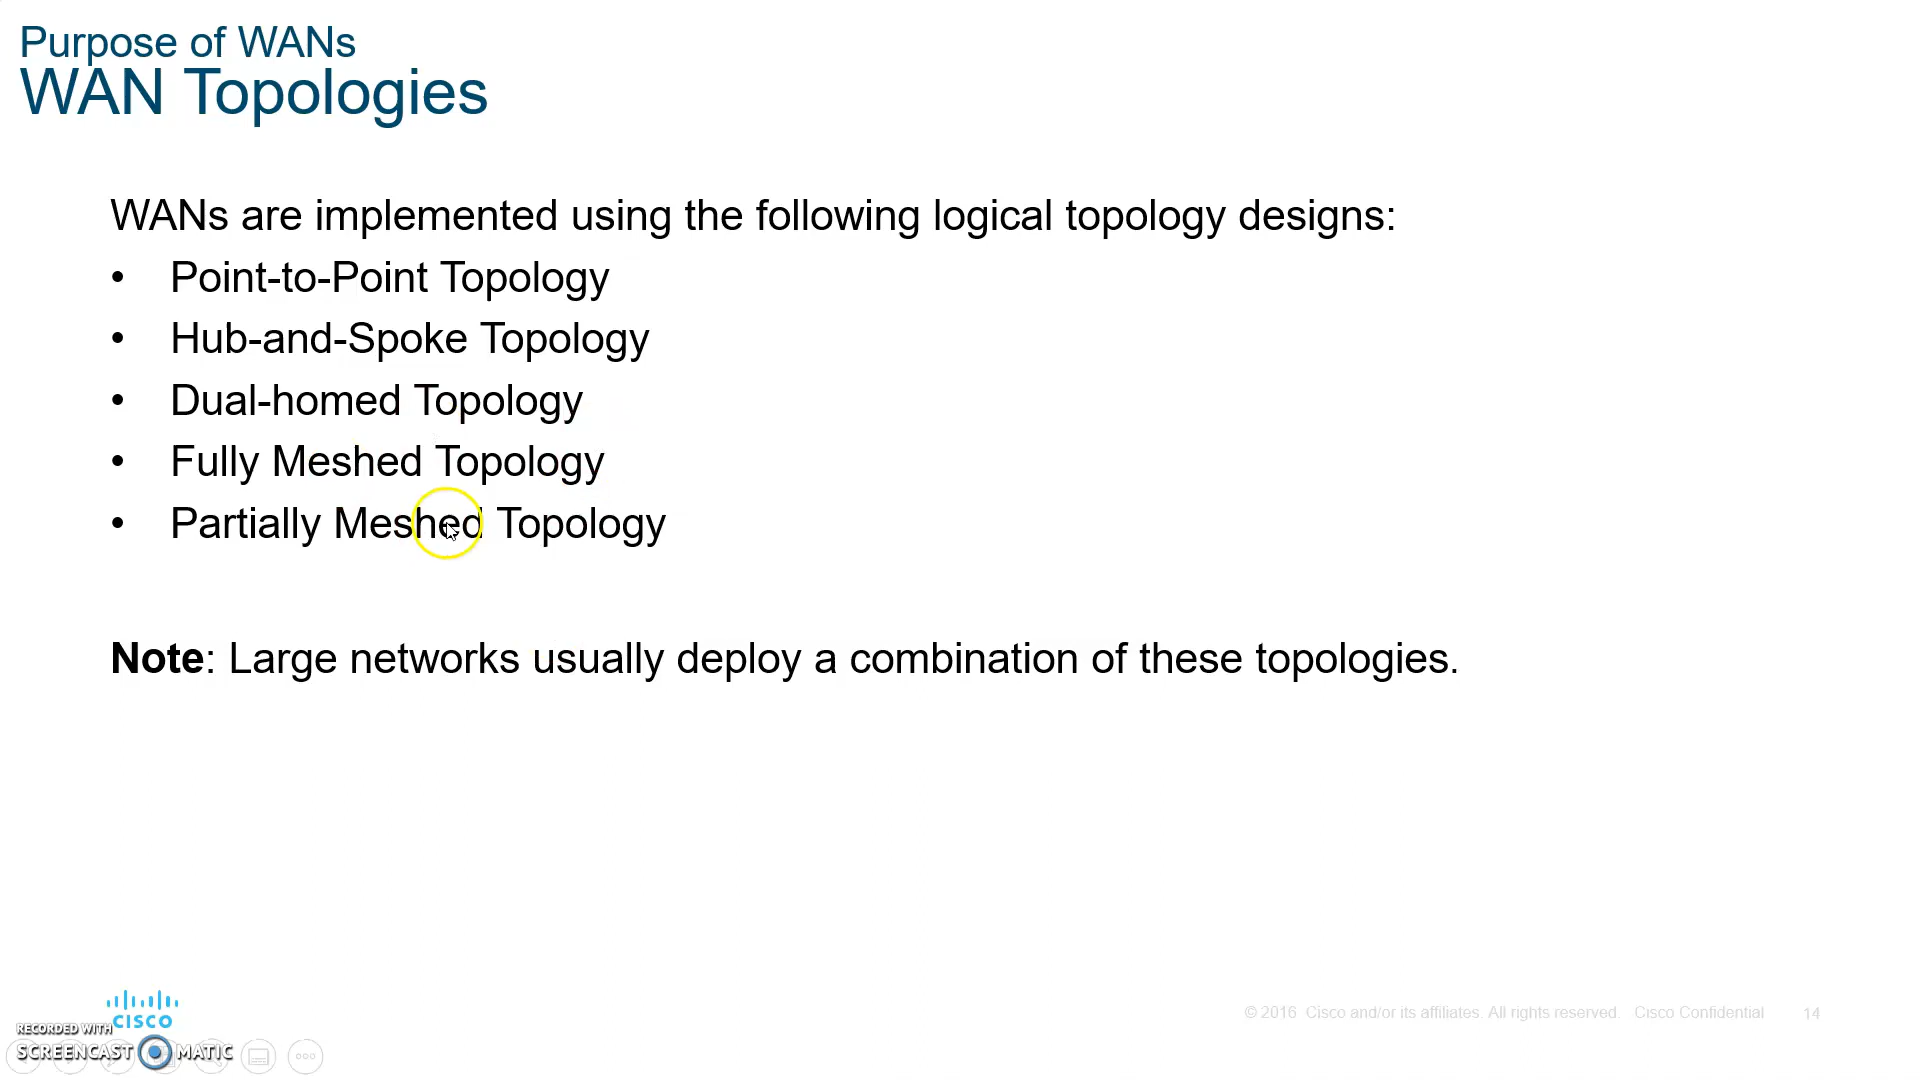 Purpose of WANs
WAN Topologies
WANs are implemented using the following logical topology designs:
• Point-to-Point Topology
• Hub-and-Spoke Topology
• Dual-homed Topology
• Fully Meshed Topology
• Partially Meshed Topology
Note: Large networks usually deploy a combination of these topologies.
CISCO
© 2016 Cisco and/or its affiliates. All rights reserved. Cisco Confidential 14
RECORDED WITH
SCREENCAST MATIC